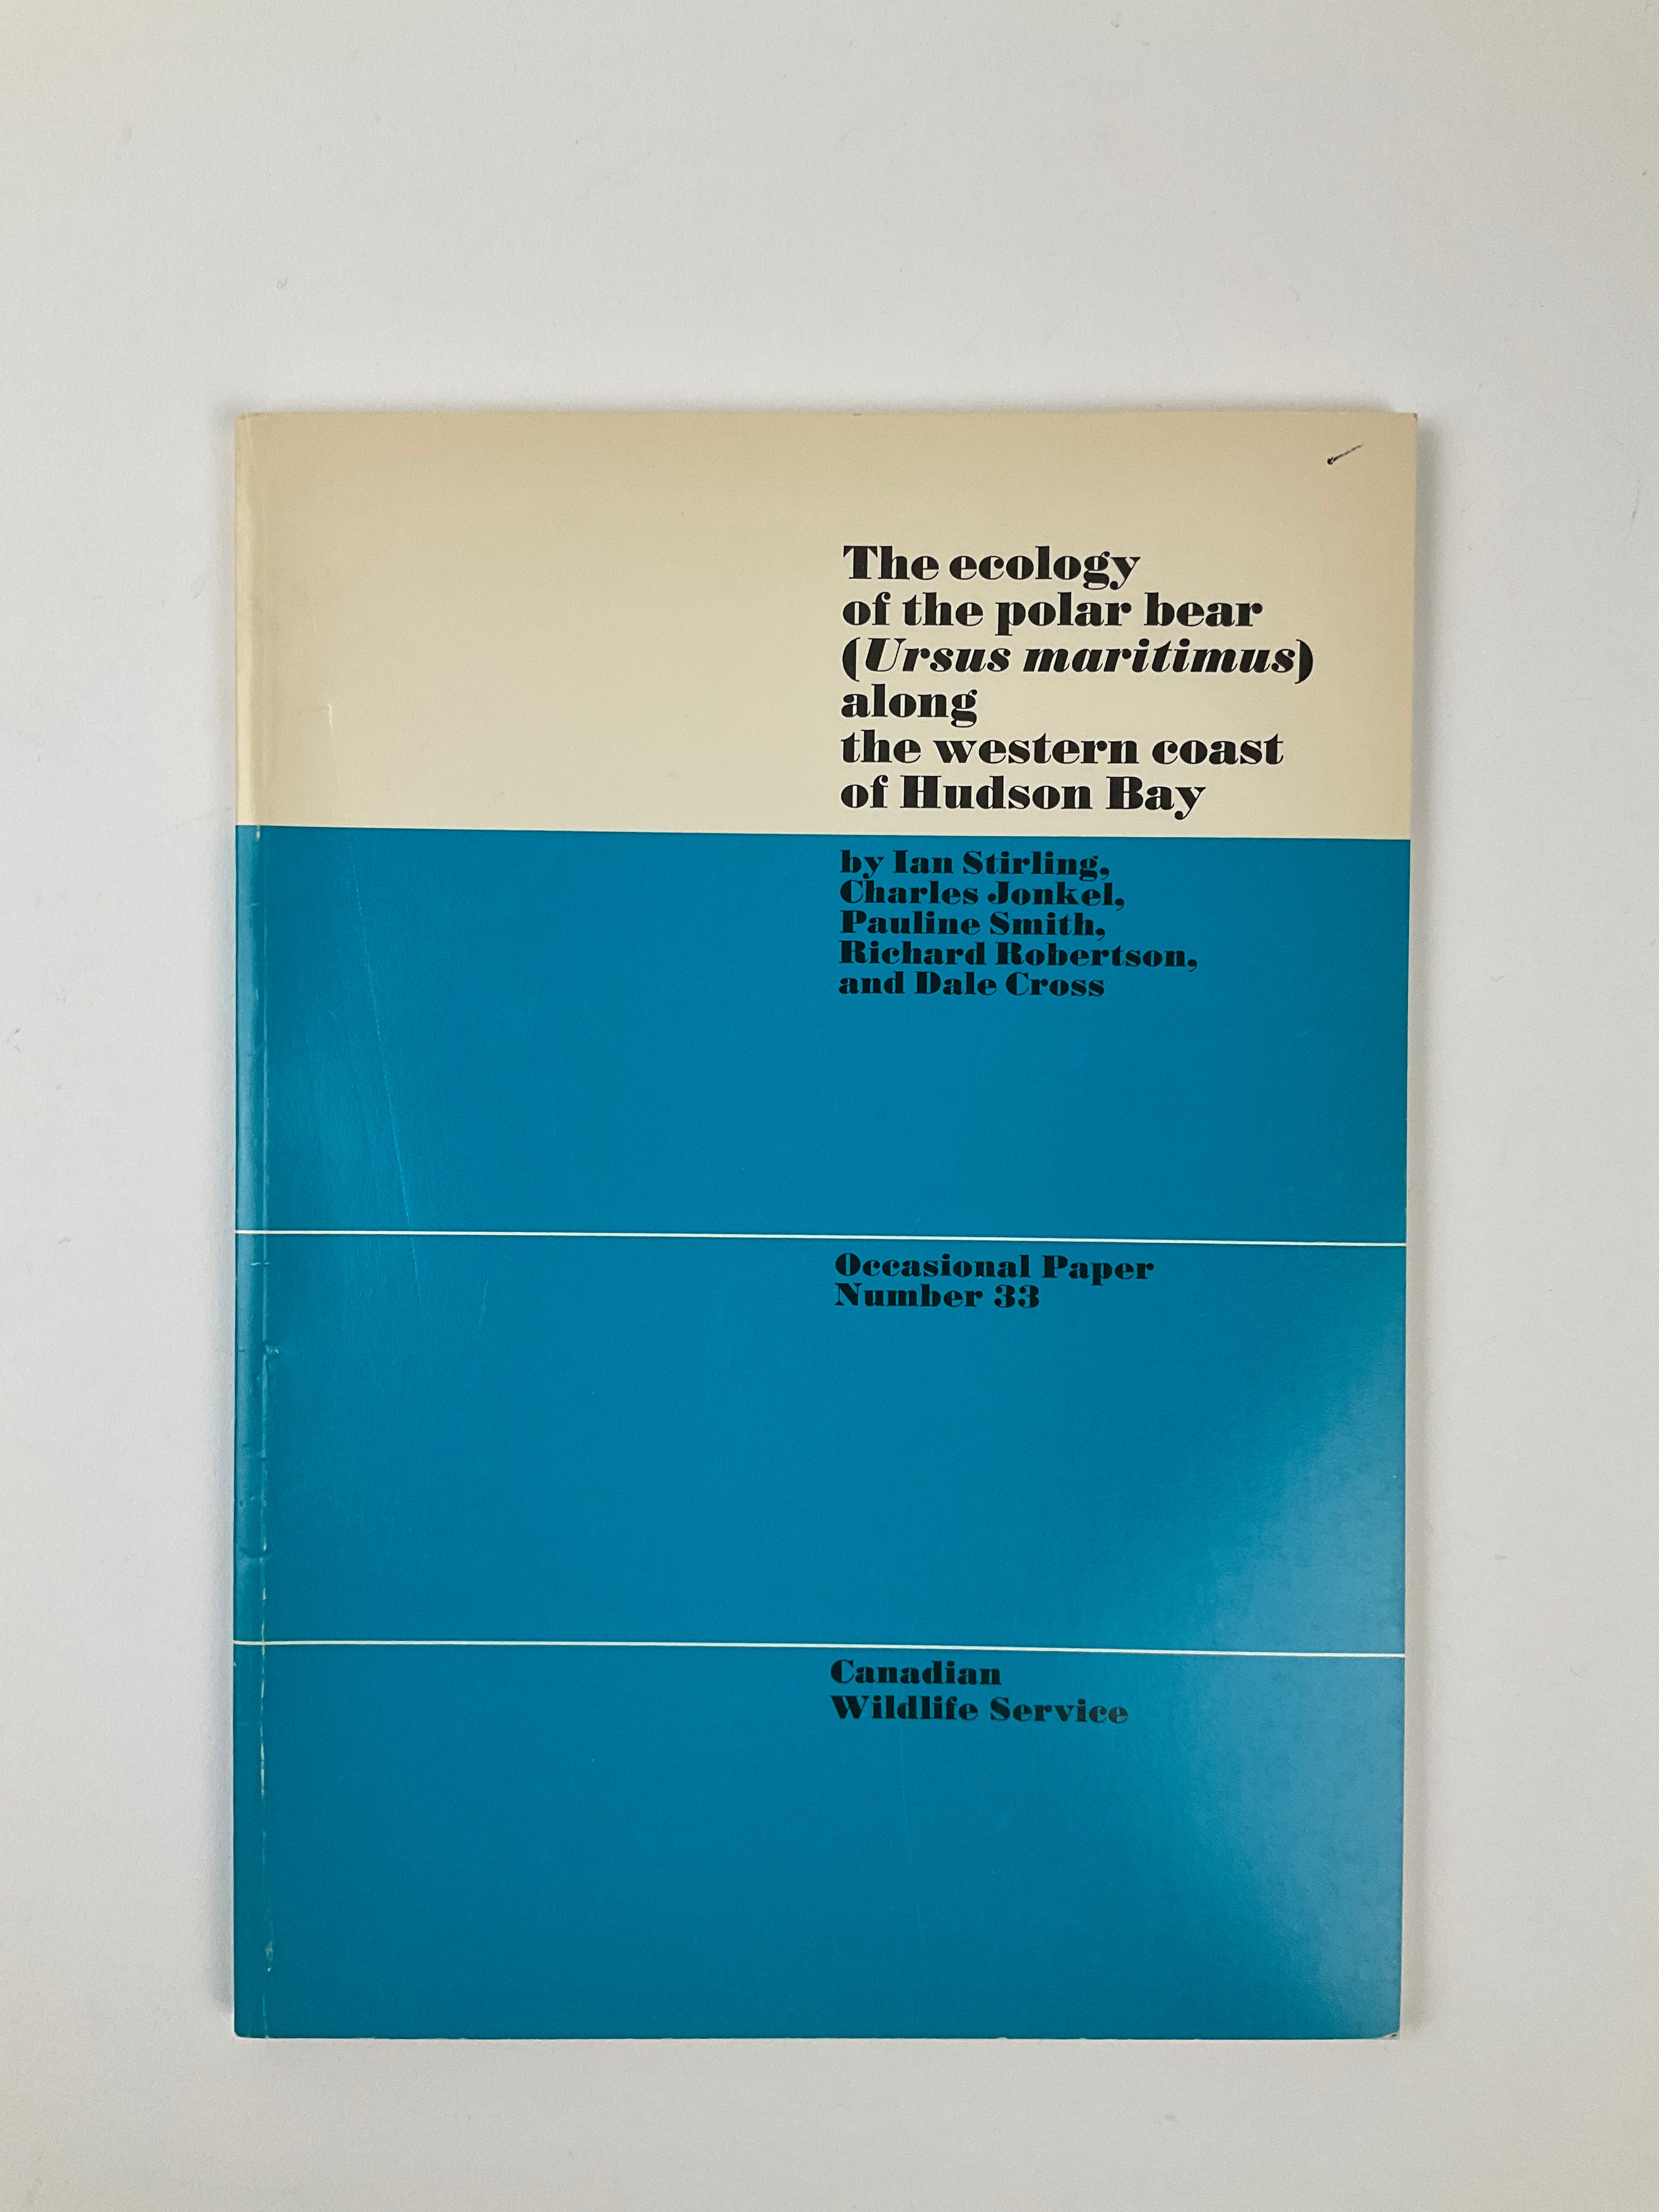 The ecology
of the polar bear
(Ursus maritimus)
along
the western coast
of Hudson Bay
by Ian Stirling,
Charles Jonkel,
Pauline Smith,
Richard Robertson,
and Dale Cross
Occasional Paper
Number 33
Canadian
Wildlife Service